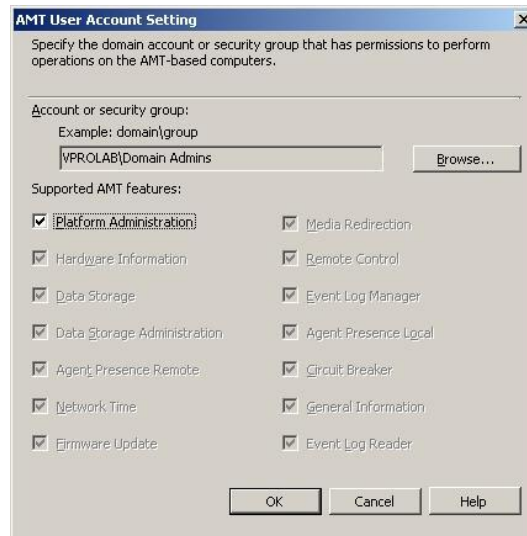 AMT User Account Setting
Specify the domain account or security group that has permissions to perform
operations on the AMT-based computers.
Account or security group:
Example: domain\group
VPROLAB\Domain Admins
Browse...
Supported AMT features:
Platform Administration
Media Redirection
Hardware Information
Remote Control
Data Storage
Event Log Manager
Data Storage Administration
Agent Presence Local
Agent Presence Remote
Circuit Breaker
Network Time
General Information
Firmware Update
Event Log Reader
OK
Cancel
Help